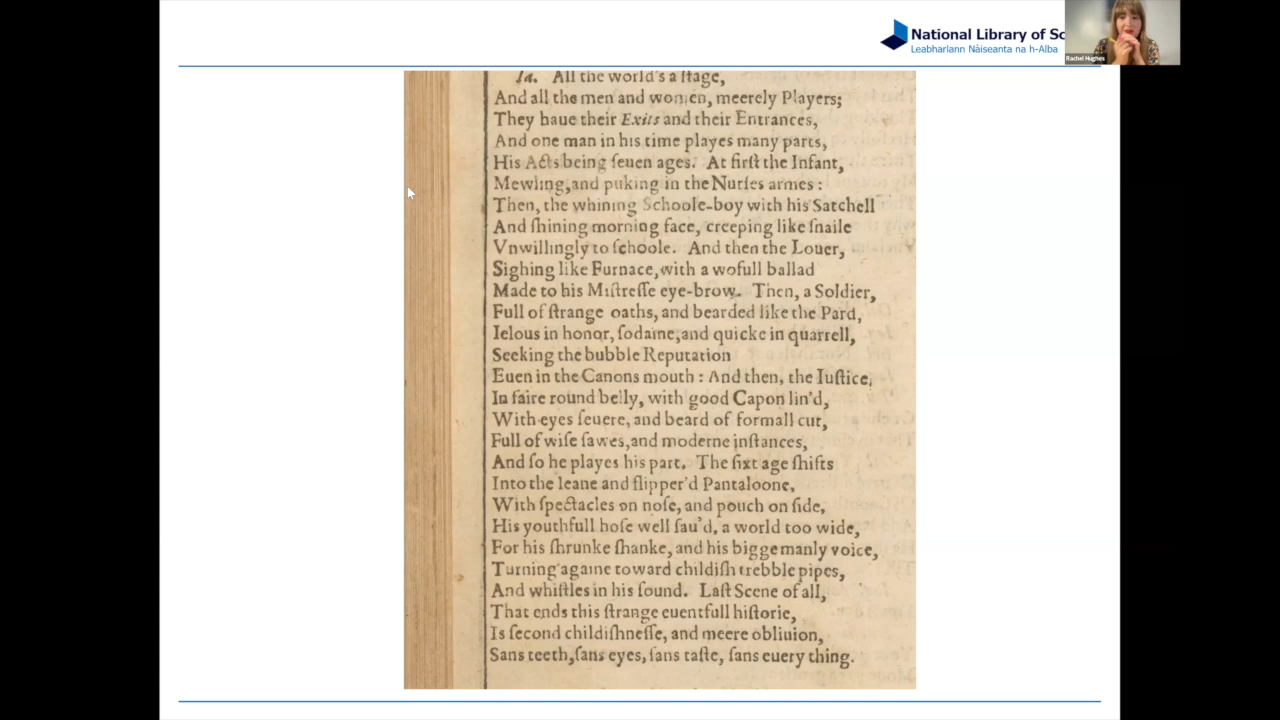 National Library of Sc
Leabharlann Nàiseanta na h-Alba
Rachel Hughes
Ia. All the world's a ſtage,
And all the men and women, meerely Players;
They haue their Exits and their Entrances,
And one man in his time playes many parts,
His Acts being ſeuen ages. At firſt the Infant,
Mewling, and puking in the Nurſes armes:
Then, the whining Schoole-boy with his Satchell
And ſhining morning face, creeping like ſnaile
Vnwillingly to ſchoole. And then the Louer,
Sighing like Furnace, with a wofull ballad
Made to his Miſtreſſe eye-brow. Then, a Soldier,
Full of ſtrange oaths, and bearded like the Pard,
Ielous in honor, ſodaine, and quicke in quarrell,
Seeking the bubble Reputation
Euen in the Canons mouth: And then, the Iuſtice,
In faire round belly, with good Capon lin'd,
With eyes ſeuere, and beard of formall cut,
Full of wiſe ſawes, and moderne inſtances,
And ſo he playes his part. The ſixt age ſhifts
Into the leane and ſlipper'd Pantaloone,
With ſpectacles on noſe, and pouch on ſide,
His youthfull hoſe well ſau'd, a world too wide,
For his ſhrunke ſhanke, and his bigge manly voice,
Turning againe toward childiſh trebble pipes,
And whiſtles in his ſound. Laſt Scene of all,
That ends this ſtrange euentfull hiſtorie,
Is ſecond childiſhneſſe, and meere obliuion,
Sans teeth, ſans eyes, ſans taſte, ſans euery thing.